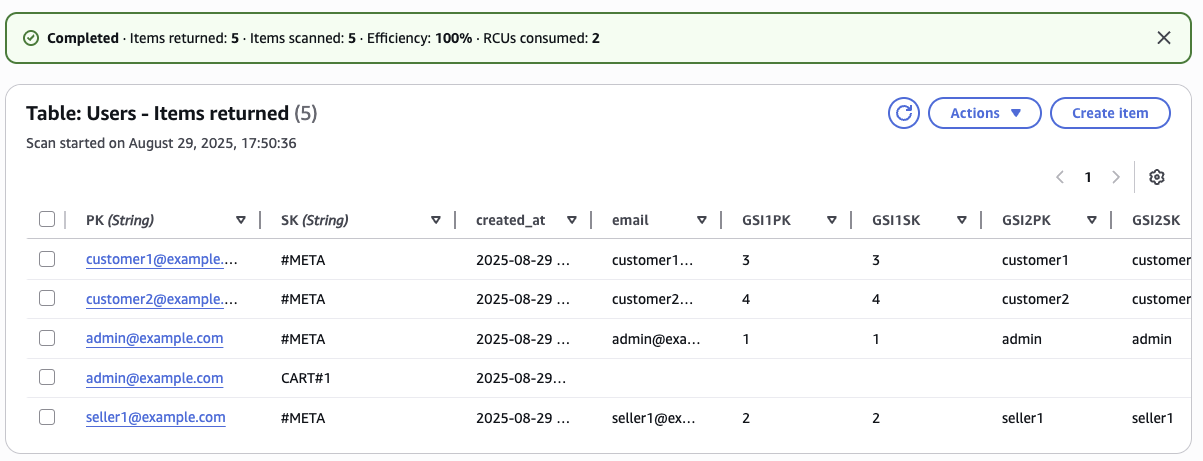 Completed · Items returned: 5 · Items scanned: 5 · Efficiency: 100% · RCUs consumed: 2
Table: Users - Items returned (5)
Actions
Create item
Scan started on August 29, 2025, 17:50:36
1
PK (String) SK (String) created_at email GSI1PK GSI1SK GSI2PK GSI2SK
customer1@example.... #META 2025-08-29 ... customer1... 3 3 customer1 customer
customer2@example.... #META 2025-08-29 ... customer2... 4 4 customer2 customer
admin@example.com #META 2025-08-29 ... admin@exa... 1 1 admin admin
admin@example.com CART#1 2025-08-29...
seller1@example.com #META 2025-08-29 ... seller1@ex... 2 2 seller1 seller1